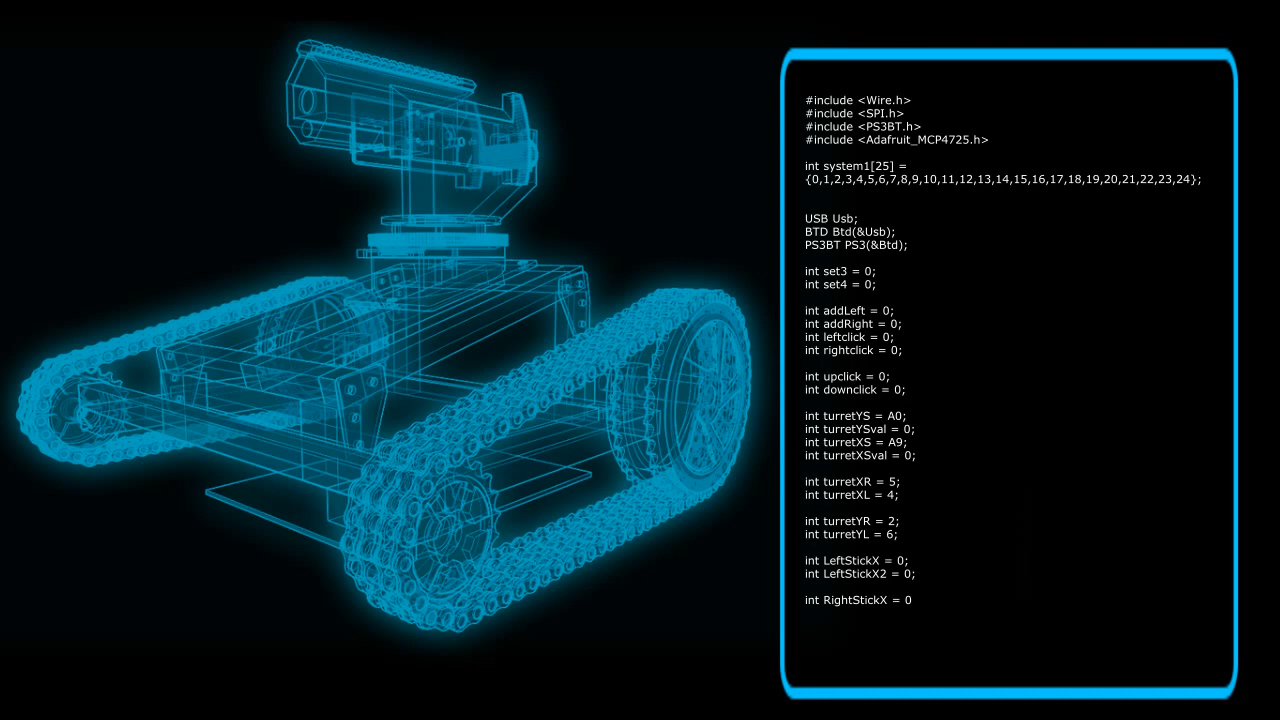 #include <Wire.h>
#include <SPI.h>
#include <PS3BT.h>
#include <Adafruit_MCP4725.h>
int system1[25] =
{0,1,2,3,4,5,6,7,8,9,10,11,12,13,14,15,16,17,18,19,20,21,22,23,24};
USB Usb;
BTD Btd(&Usb);
PS3BT PS3(&Btd);
int set3 = 0;
int set4 = 0;
int addLeft = 0;
int addRight = 0;
int leftclick = 0;
int rightclick = 0;
int upclick = 0;
int downclick = 0;
int turretYS = A0;
int turretYSval = 0;
int turretXS = A9;
int turretXSval = 0;
int turretXR = 5;
int turretXL = 4;
int turretYR = 2;
int turretYL = 6;
int LeftStickX = 0;
int LeftStickX2 = 0;
int RightStickX = 0